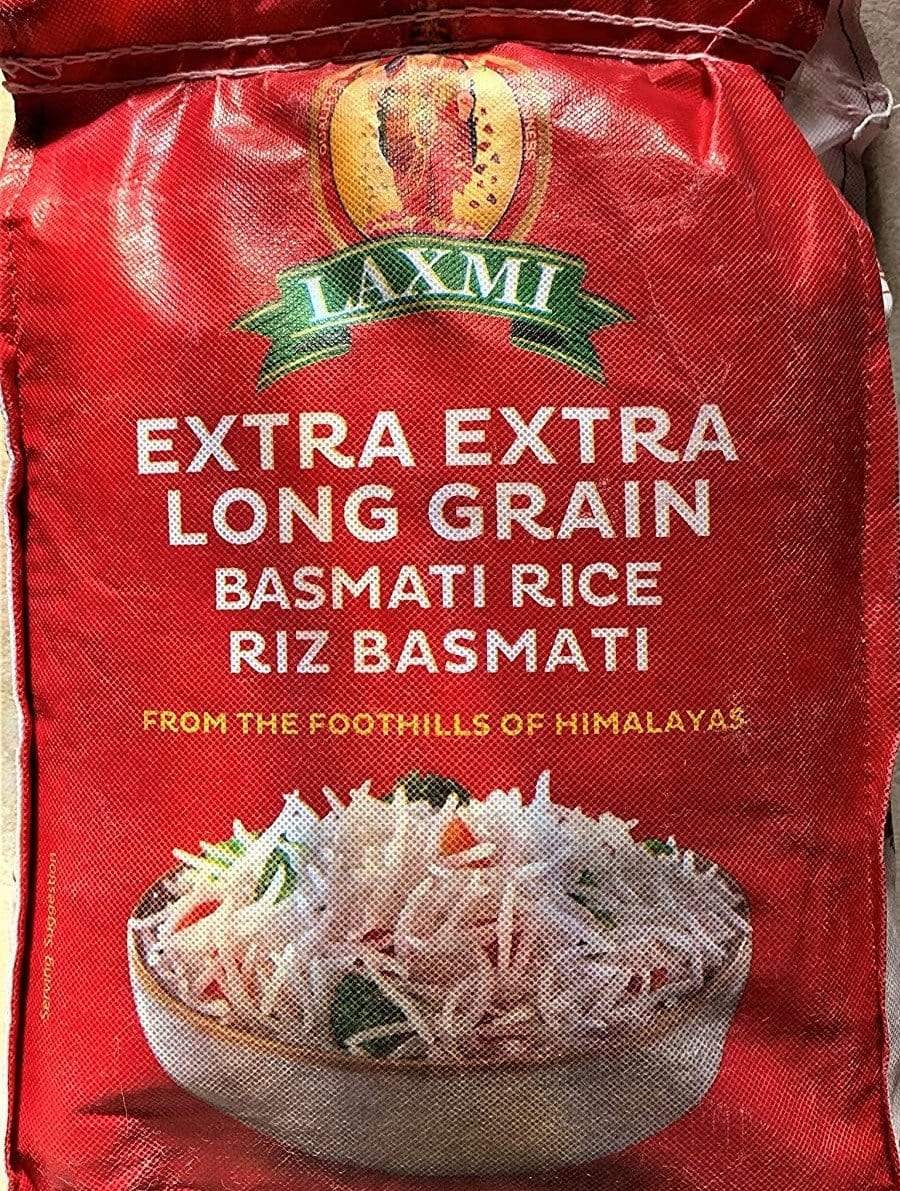 LAXMI
EXTRA EXTRA
LONG GRAIN
BASMATI RICE
RIZ BASMATI
FROM THE FOOTHILLS OF HIMALAYAS
Serving Suggestion